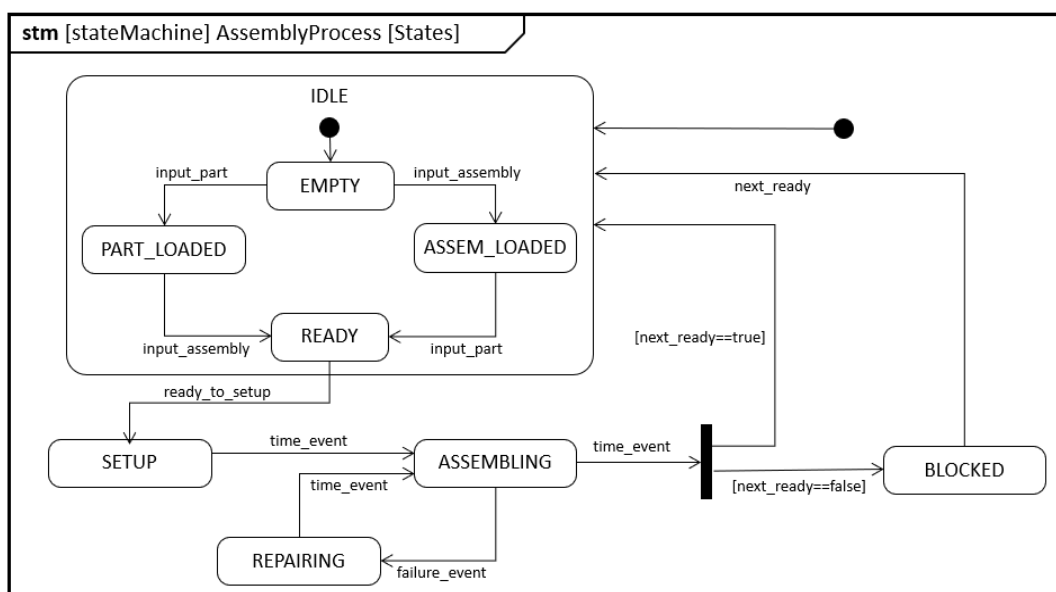 stm [stateMachine] AssemblyProcess [States]
IDLE
input_part
EMPTY
input_assembly
next_ready
PART_LOADED
ASSEM_LOADED
READY
input_assembly
input_part
[next_ready==true]
ready_to_setup
SETUP
time_event
ASSEMBLING
time_event
BLOCKED
time_event
[next_ready==false]
REPAIRING
failure_event